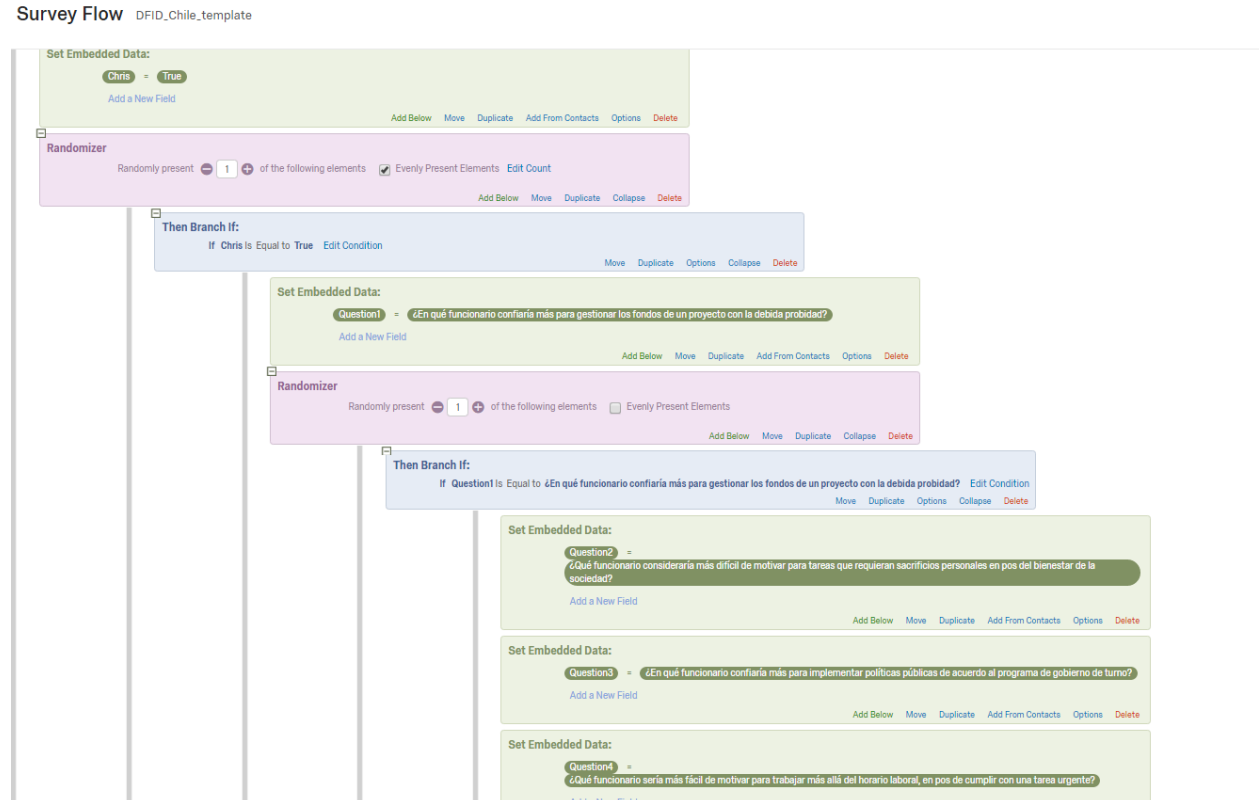 Survey Flow DFID_Chile_template
Set Embedded Data:
Chris = True
Add a New Field
Add Below Move Duplicate Add From Contacts Options Delete
Randomizer
Randomly present 1 of the following elements Evenly Present Elements Edit Count
Add Below Move Duplicate Collapse Delete
Then Branch If:
If Chris Is Equal to True Edit Condition
Move Duplicate Options Collapse Delete
Set Embedded Data:
Question1 = ¿En qué funcionario confiaría más para gestionar los fondos de un proyecto con la debida probidad?
Add a New Field
Add Below Move Duplicate Add From Contacts Options Delete
Randomizer
Randomly present 1 of the following elements Evenly Present Elements
Add Below Move Duplicate Collapse Delete
Then Branch If:
If Question1 Is Equal to ¿En qué funcionario confiaría más para gestionar los fondos de un proyecto con la debida probidad? Edit Condition
Move Duplicate Options Collapse Delete
Set Embedded Data:
Question2 =
¿Qué funcionario consideraría más difícil de motivar para tareas que requieran sacrificios personales en pos del bienestar de la
sociedad?
Add a New Field
Add Below Move Duplicate Add From Contacts Options Delete
Set Embedded Data:
Question3 = ¿En qué funcionario confiaría más para implementar políticas públicas de acuerdo al programa de gobierno de turno?
Add a New Field
Add Below Move Duplicate Add From Contacts Options Delete
Set Embedded Data:
Question4 =
¿Qué funcionario sería más fácil de motivar para trabajar más allá del horario laboral, en pos de cumplir con una tarea urgente?